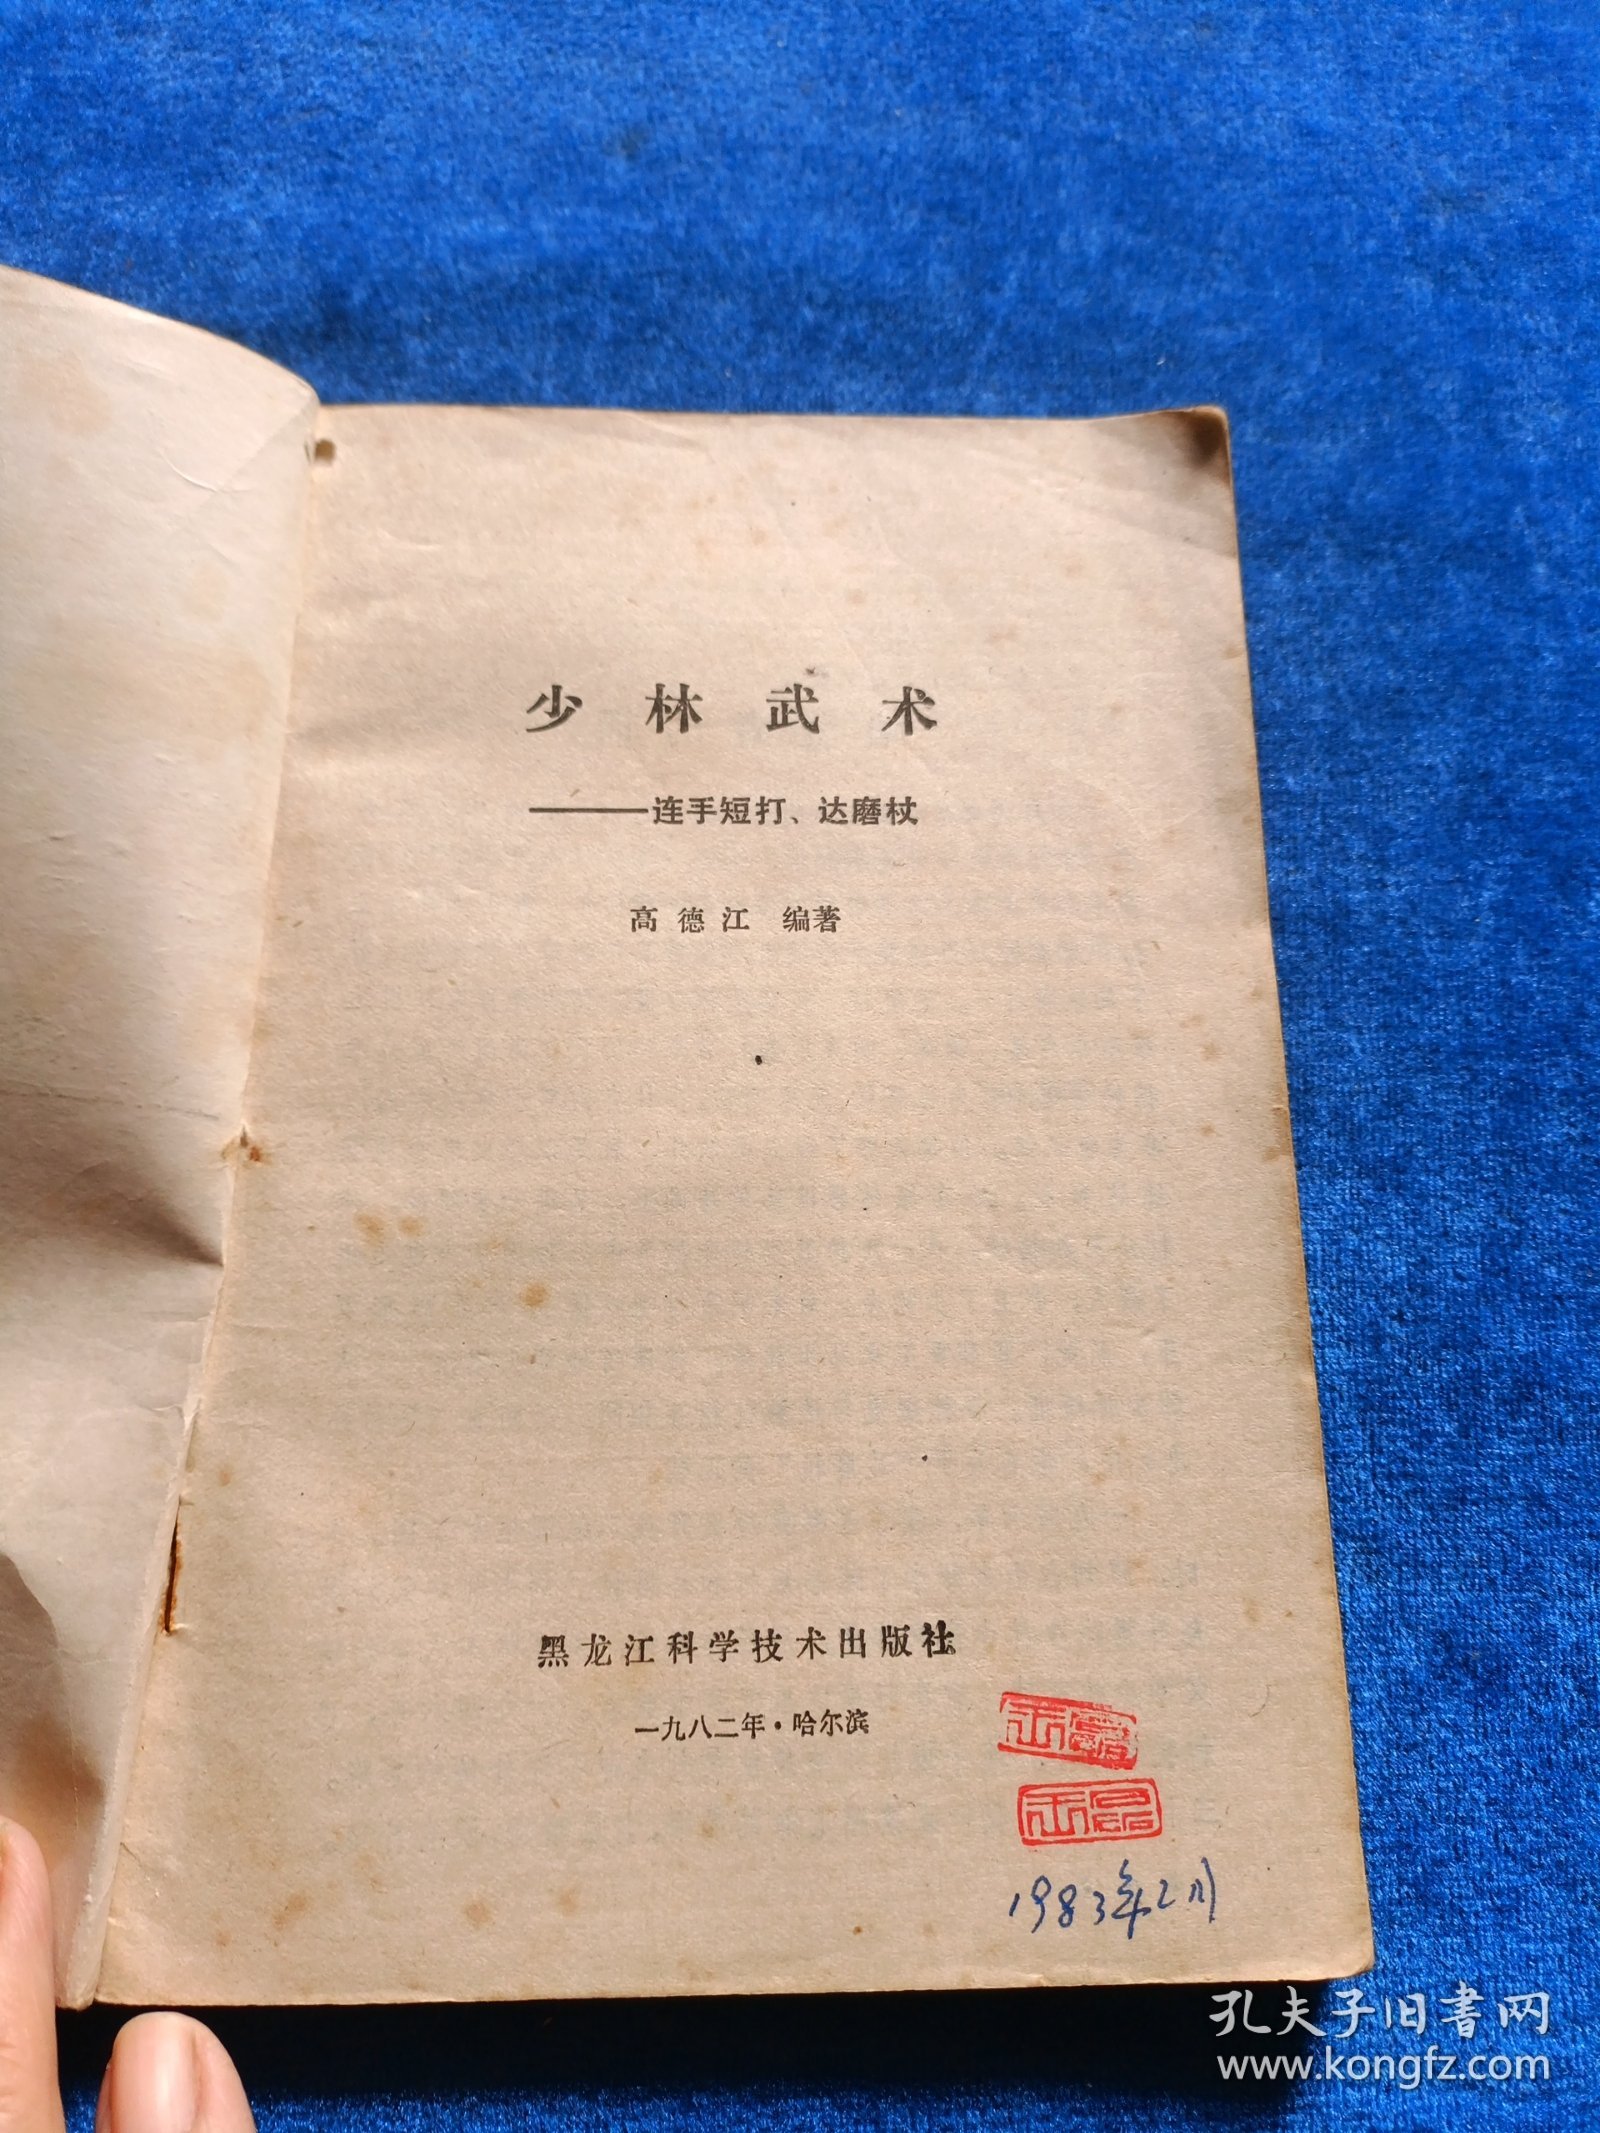 少林武术
——连手短打、达磨杖
高德江 编著
黑龙江科学技术出版社
一九八二年·哈尔滨
1983年2月
孔夫子旧书网
www.kongfz.com